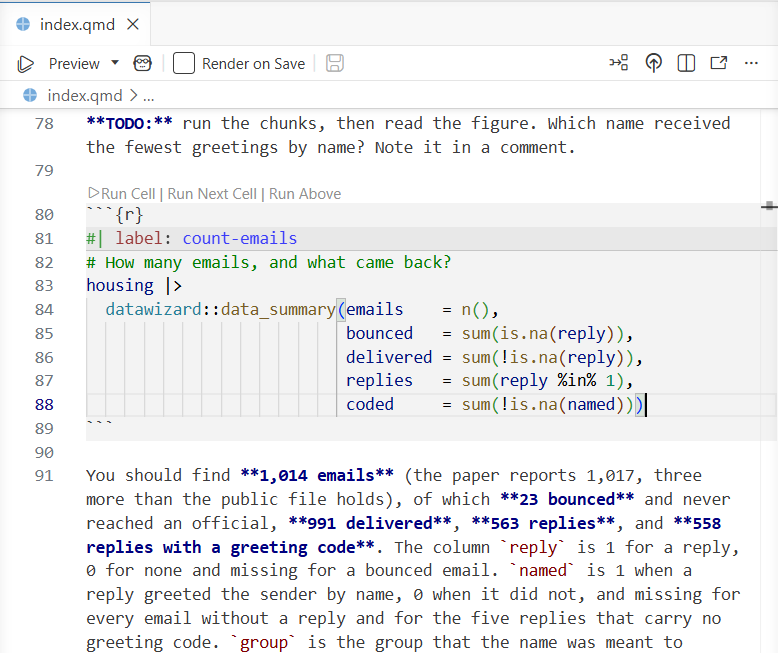 index.qmd
Preview Render on Save
index.qmd > ...
78 **TODO:** run the chunks, then read the figure. Which name received
the fewest greetings by name? Note it in a comment.
79
Run Cell | Run Next Cell | Run Above
80 ```{r}
81 #| label: count-emails
82 # How many emails, and what came back?
83 housing |>
84   datawizard::data_summary(emails    = n(),
85                            bounced   = sum(is.na(reply)),
86                            delivered = sum(!is.na(reply)),
87                            replies   = sum(reply %in% 1),
88                            coded     = sum(!is.na(named)))
89 ```
90
91 You should find **1,014 emails** (the paper reports 1,017, three
more than the public file holds), of which **23 bounced** and never
reached an official, **991 delivered**, **563 replies**, and **558
replies with a greeting code**. The column `reply` is 1 for a reply,
0 for none and missing for a bounced email. `named` is 1 when a
reply greeted the sender by name, 0 when it did not, and missing for
every email without a reply and for the five replies that carry no
greeting code. `group` is the group that the name was meant to